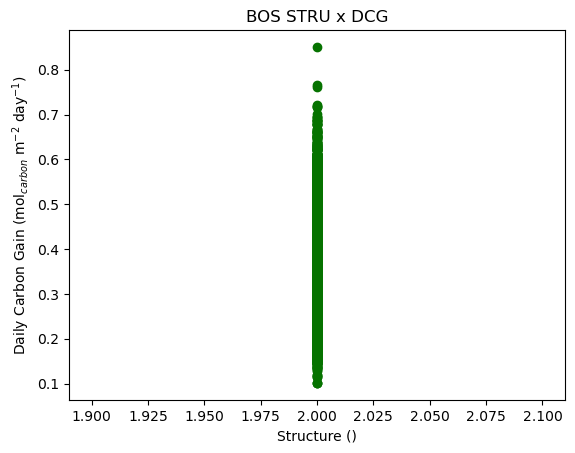 BOS STRU x DCG
Daily Carbon Gain (mol_carbon m⁻² day⁻¹)
0.8
0.7
0.6
0.5
0.4
0.3
0.2
0.1
1.900 1.925 1.950 1.975 2.000 2.025 2.050 2.075 2.100
Structure ()